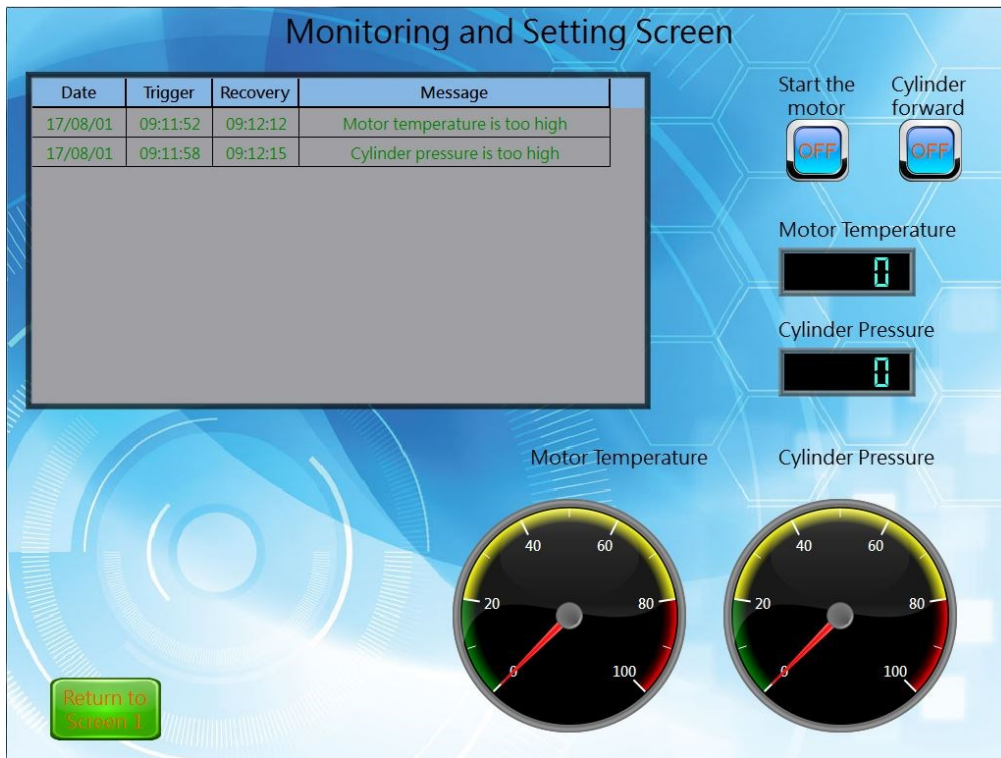 Monitoring and Setting Screen
Date Trigger Recovery Message
17/08/01 09:11:52 09:12:12 Motor temperature is too high
17/08/01 09:11:58 09:12:15 Cylinder pressure is too high
Start the
motor
OFF
Cylinder
forward
OFF
Motor Temperature
0
Cylinder Pressure
0
Motor Temperature
0 20 40 60 80 100
Cylinder Pressure
0 20 40 60 80 100
Return to
Screen 1